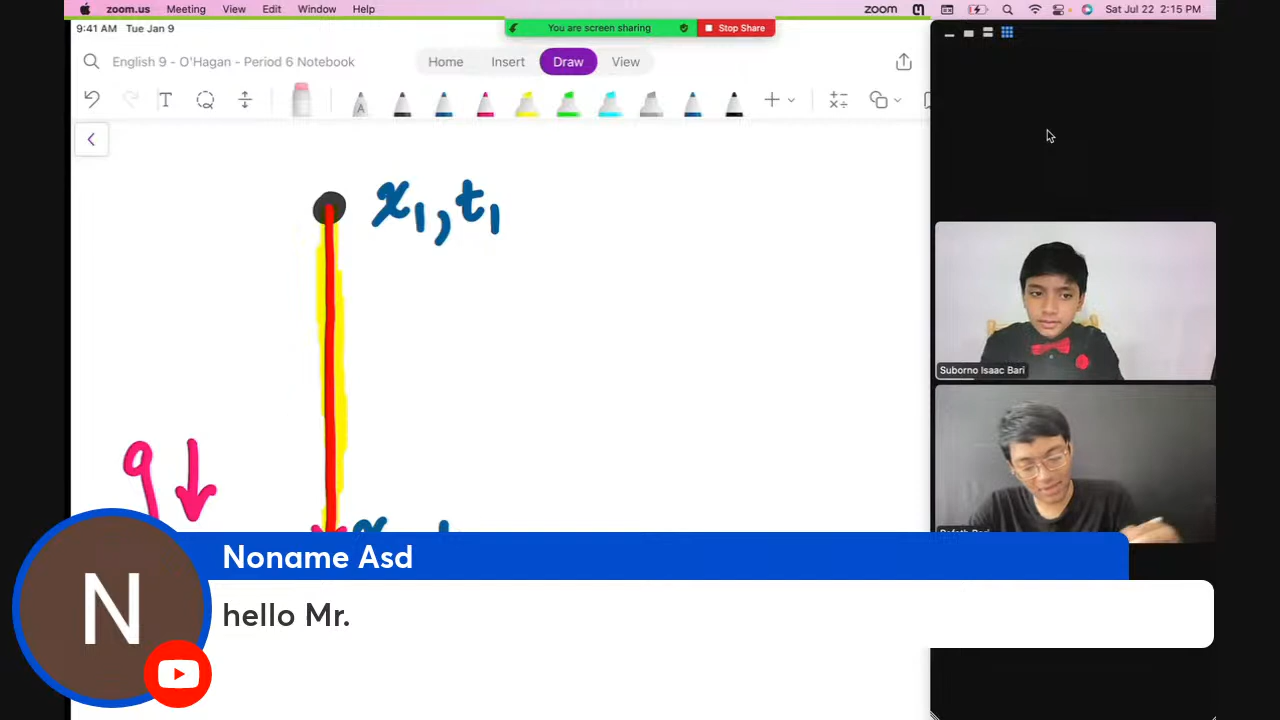 zoom.us Meeting View Edit Window Help
zoom
Sat Jul 22 2:15 PM
9:41 AM Tue Jan 9
You are screen sharing
Stop Share
English 9 - O'Hagan - Period 6 Notebook
Home Insert Draw View
T
A
x₁, t₁
Suborno Isaac Bari
g
N
Noname Asd
hello Mr.